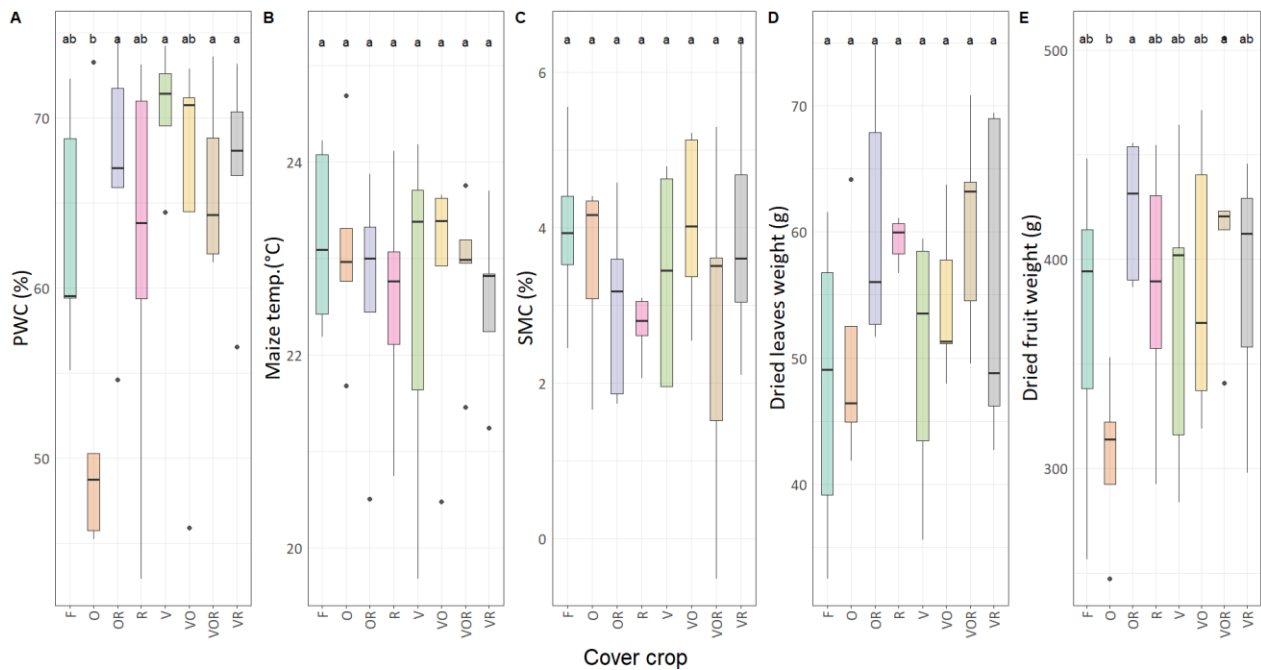 A
PWC (%)
70
60
50
ab b a ab a ab a a
F O OR R V VO VOR VR
B
Maize temp.(°C)
24
22
20
a a a a a a a a
F O OR R V VO VOR VR
C
SMC (%)
6
4
2
0
a a a a a a a a
F O OR R V VO VOR VR
D
Dried leaves weight (g)
70
60
50
40
a a a a a a a a
F O OR R V VO VOR VR
E
Dried fruit weight (g)
500
400
300
ab b a ab ab ab a ab
F O OR R V VO VOR VR
Cover crop